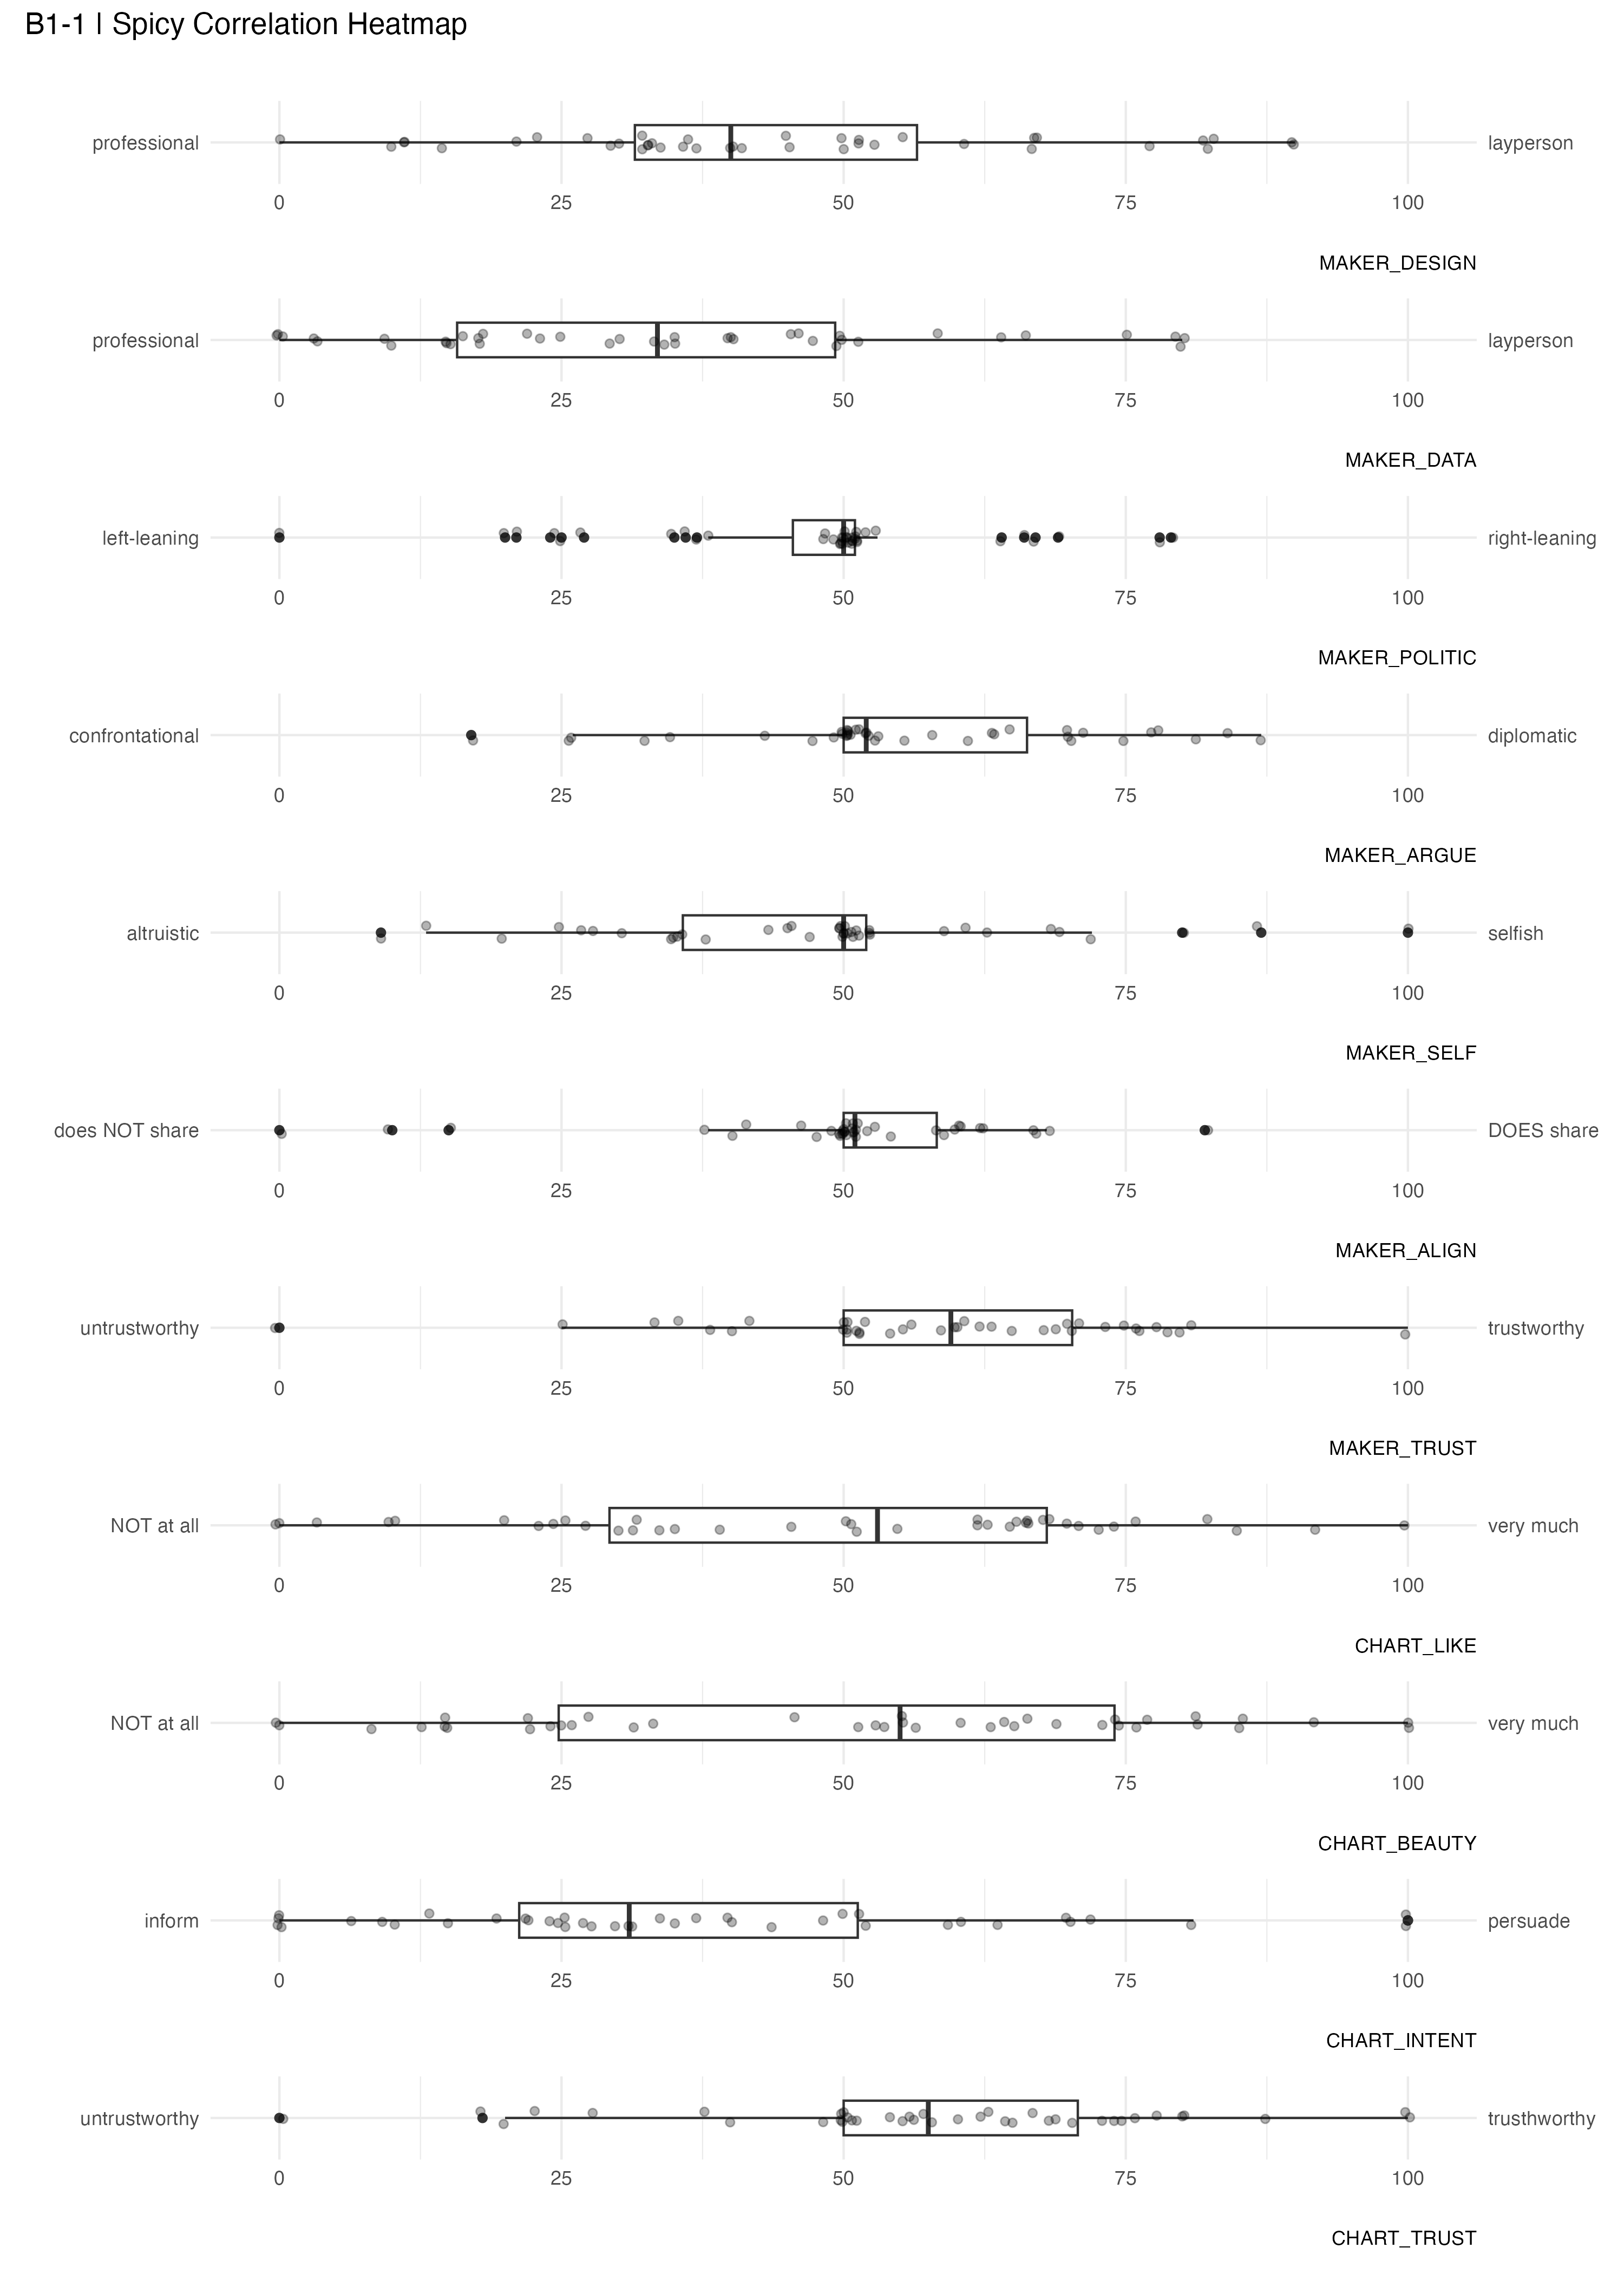 B1-1 | Spicy Correlation Heatmap
professional layperson
0 25 50 75 100
MAKER_DESIGN
professional layperson
0 25 50 75 100
MAKER_DATA
left-leaning right-leaning
0 25 50 75 100
MAKER_POLITIC
confrontational diplomatic
0 25 50 75 100
MAKER_ARGUE
altruistic selfish
0 25 50 75 100
MAKER_SELF
does NOT share DOES share
0 25 50 75 100
MAKER_ALIGN
untrustworthy trustworthy
0 25 50 75 100
MAKER_TRUST
NOT at all very much
0 25 50 75 100
CHART_LIKE
NOT at all very much
0 25 50 75 100
CHART_BEAUTY
inform persuade
0 25 50 75 100
CHART_INTENT
untrustworthy trusthworthy
0 25 50 75 100
CHART_TRUST